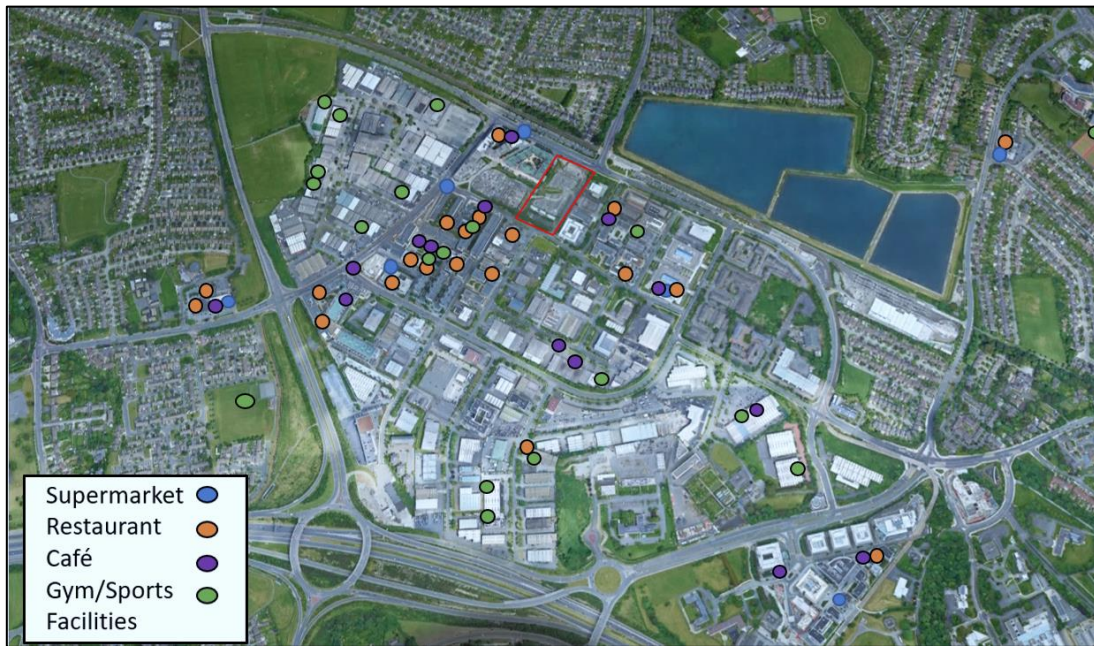 Supermarket
Restaurant
Café
Gym/Sports
Facilities